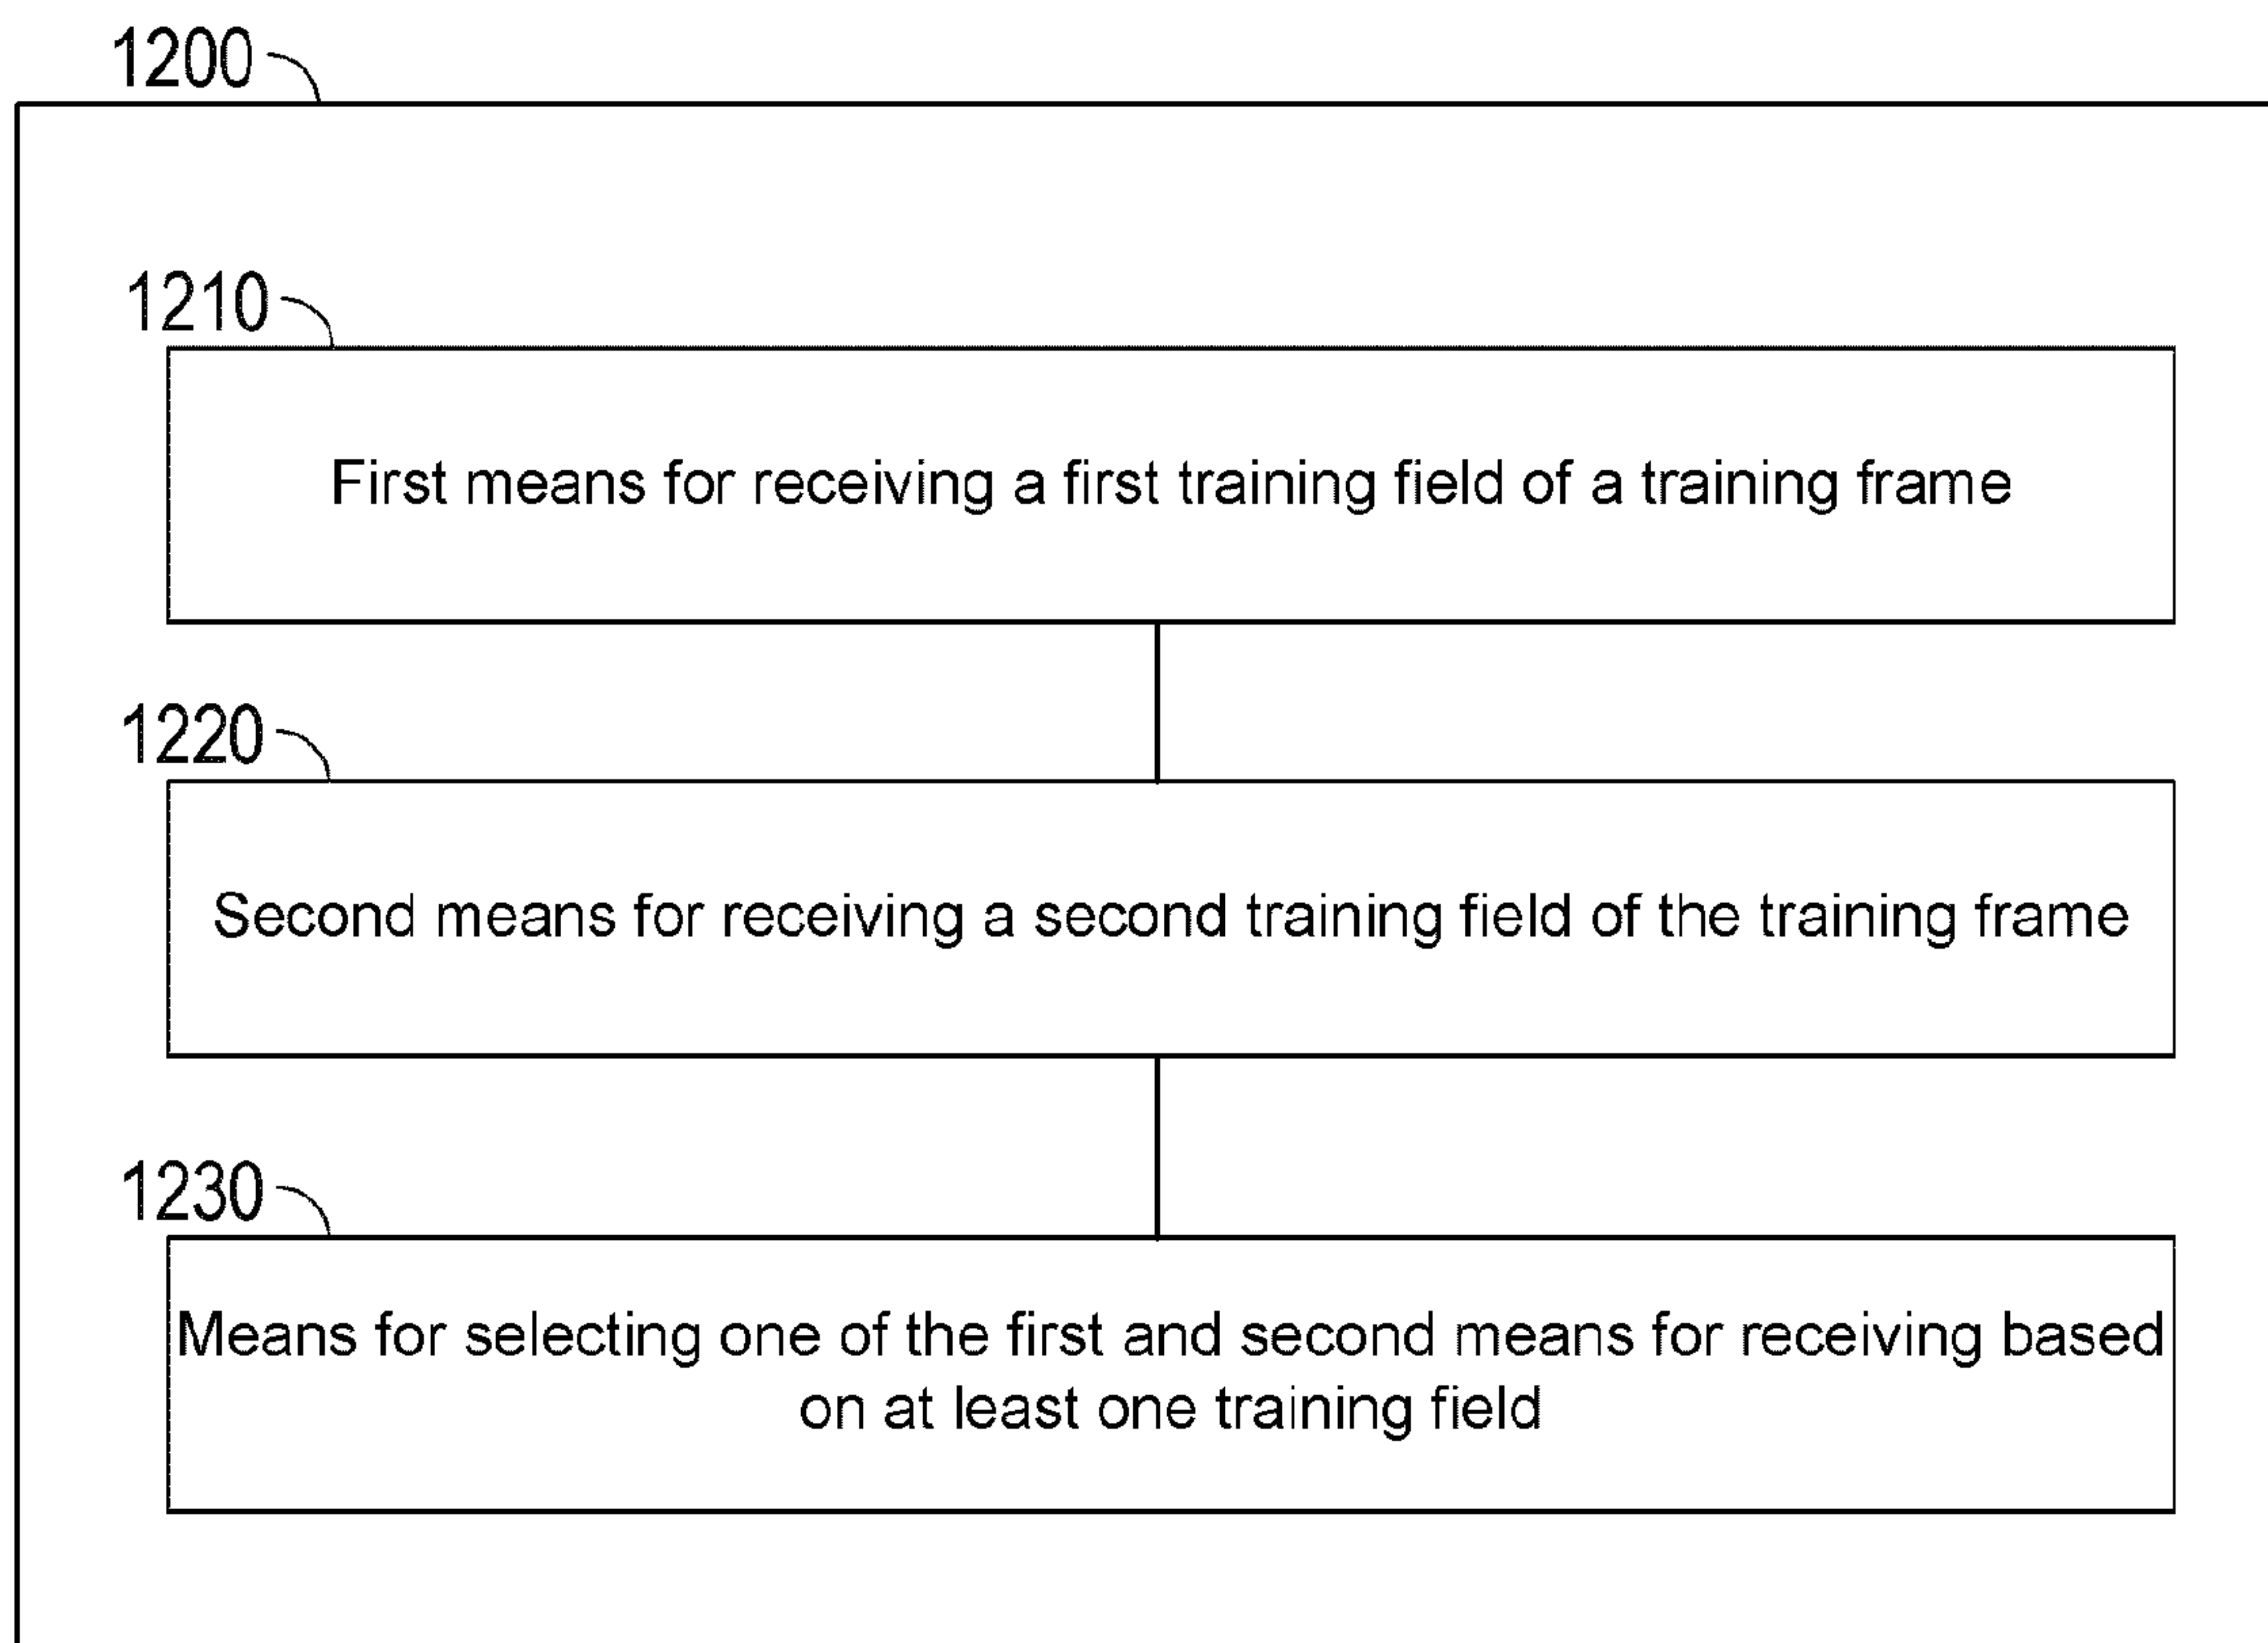 1200
1210
First means for receiving a first training field of a training frame
1220
Second means for receiving a second training field of the training frame
1230
Means for selecting one of the first and second means for receiving based
on at least one training field